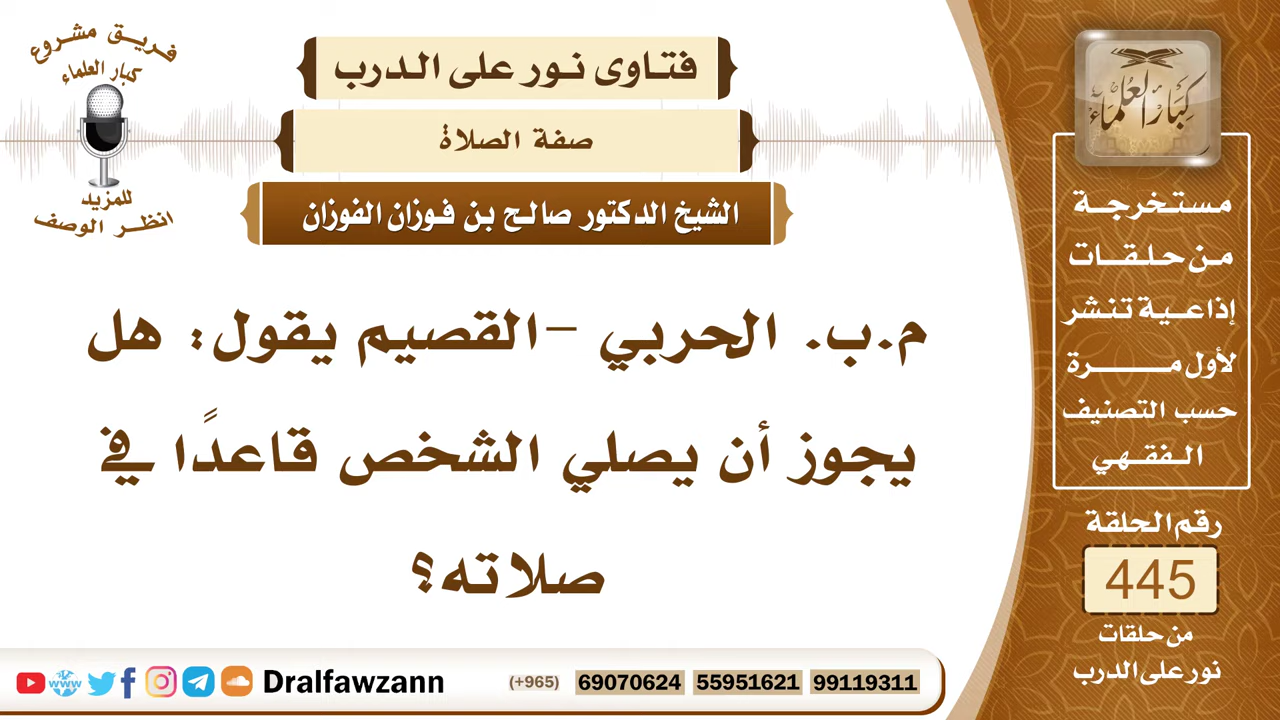 فريق مشروع
كبار العلماء
للمزيد
انظر الوصف
فتاوى نور على الدرب
صفة الصلاة
الشيخ الدكتور صالح بن فوزان الفوزان
م.ب. الحربي -القصيم يقول: هل
يجوز أن يصلي الشخص قاعدًا في
صلاته؟
كبار العلماء
مستخرجة
من حلقات
إذاعية تنشر
لأول مرة
حسب التصنيف
الفقهي
رقم الحلقة
445
من حلقات
نور على الدرب
www Dralfawzann (+965) 69070624 55951621 99119311